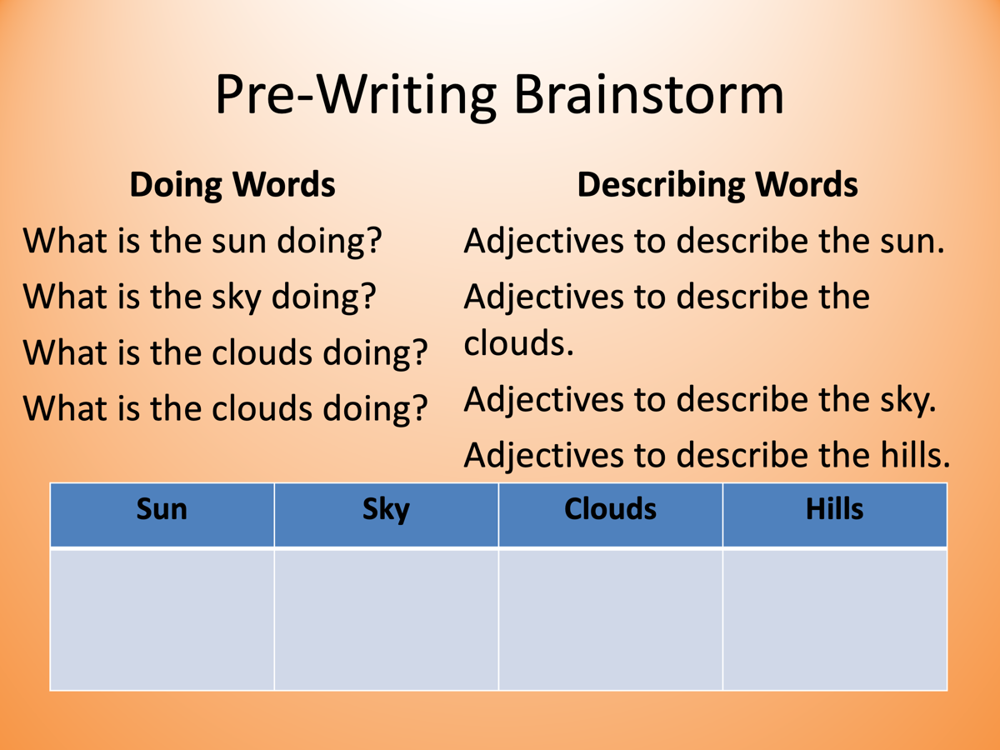 Pre-Writing Brainstorm
Doing Words
What is the sun doing?
What is the sky doing?
What is the clouds doing?
What is the clouds doing?
Describing Words
Adjectives to describe the sun.
Adjectives to describe the
clouds.
Adjectives to describe the sky.
Adjectives to describe the hills.
Sun
Sky
Clouds
Hills